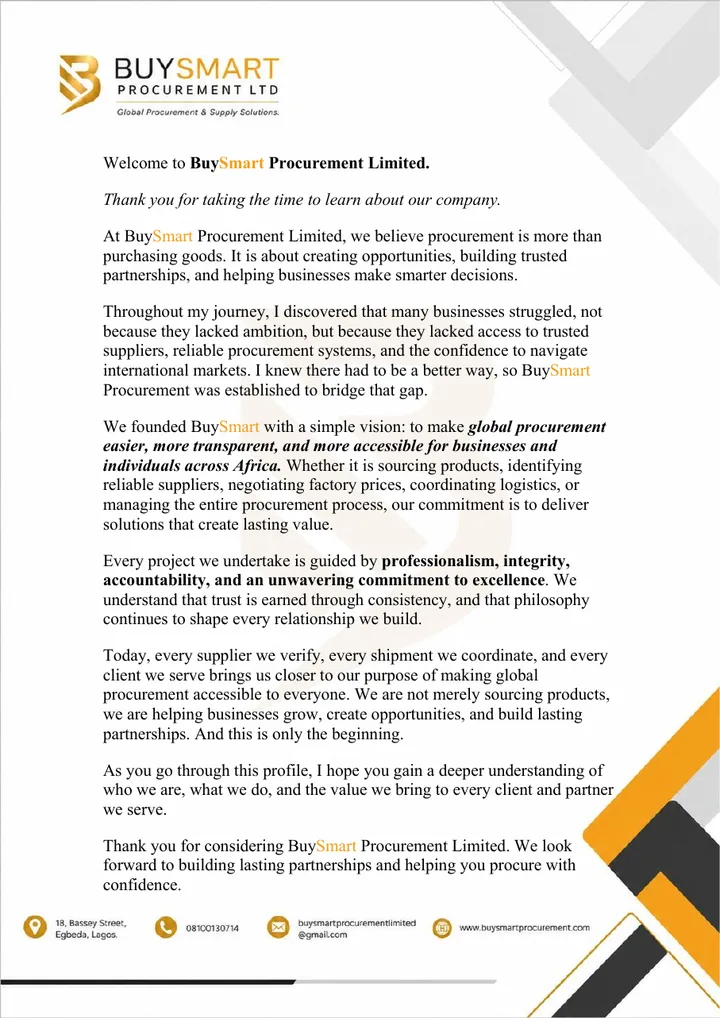 BUYSMART
PROCUREMENT LTD
Global Procurement & Supply Solutions.
Welcome to BuySmart Procurement Limited.
Thank you for taking the time to learn about our company.
At BuySmart Procurement Limited, we believe procurement is more than
purchasing goods. It is about creating opportunities, building trusted
partnerships, and helping businesses make smarter decisions.
Throughout my journey, I discovered that many businesses struggled, not
because they lacked ambition, but because they lacked access to trusted
suppliers, reliable procurement systems, and the confidence to navigate
international markets. I knew there had to be a better way, so BuySmart
Procurement was established to bridge that gap.
We founded BuySmart with a simple vision: to make global procurement
easier, more transparent, and more accessible for businesses and
individuals across Africa. Whether it is sourcing products, identifying
reliable suppliers, negotiating factory prices, coordinating logistics, or
managing the entire procurement process, our commitment is to deliver
solutions that create lasting value.
Every project we undertake is guided by professionalism, integrity,
accountability, and an unwavering commitment to excellence. We
understand that trust is earned through consistency, and that philosophy
continues to shape every relationship we build.
Today, every supplier we verify, every shipment we coordinate, and every
client we serve brings us closer to our purpose of making global
procurement accessible to everyone. We are not merely sourcing products,
we are helping businesses grow, create opportunities, and build lasting
partnerships. And this is only the beginning.
As you go through this profile, I hope you gain a deeper understanding of
who we are, what we do, and the value we bring to every client and partner
we serve.
Thank you for considering BuySmart Procurement Limited. We look
forward to building lasting partnerships and helping you procure with
confidence.
18, Bassey Street,
Egbeda, Lagos.
08100130714
buysmartprocurementlimited
@gmail.com
www.buysmartprocurement.com